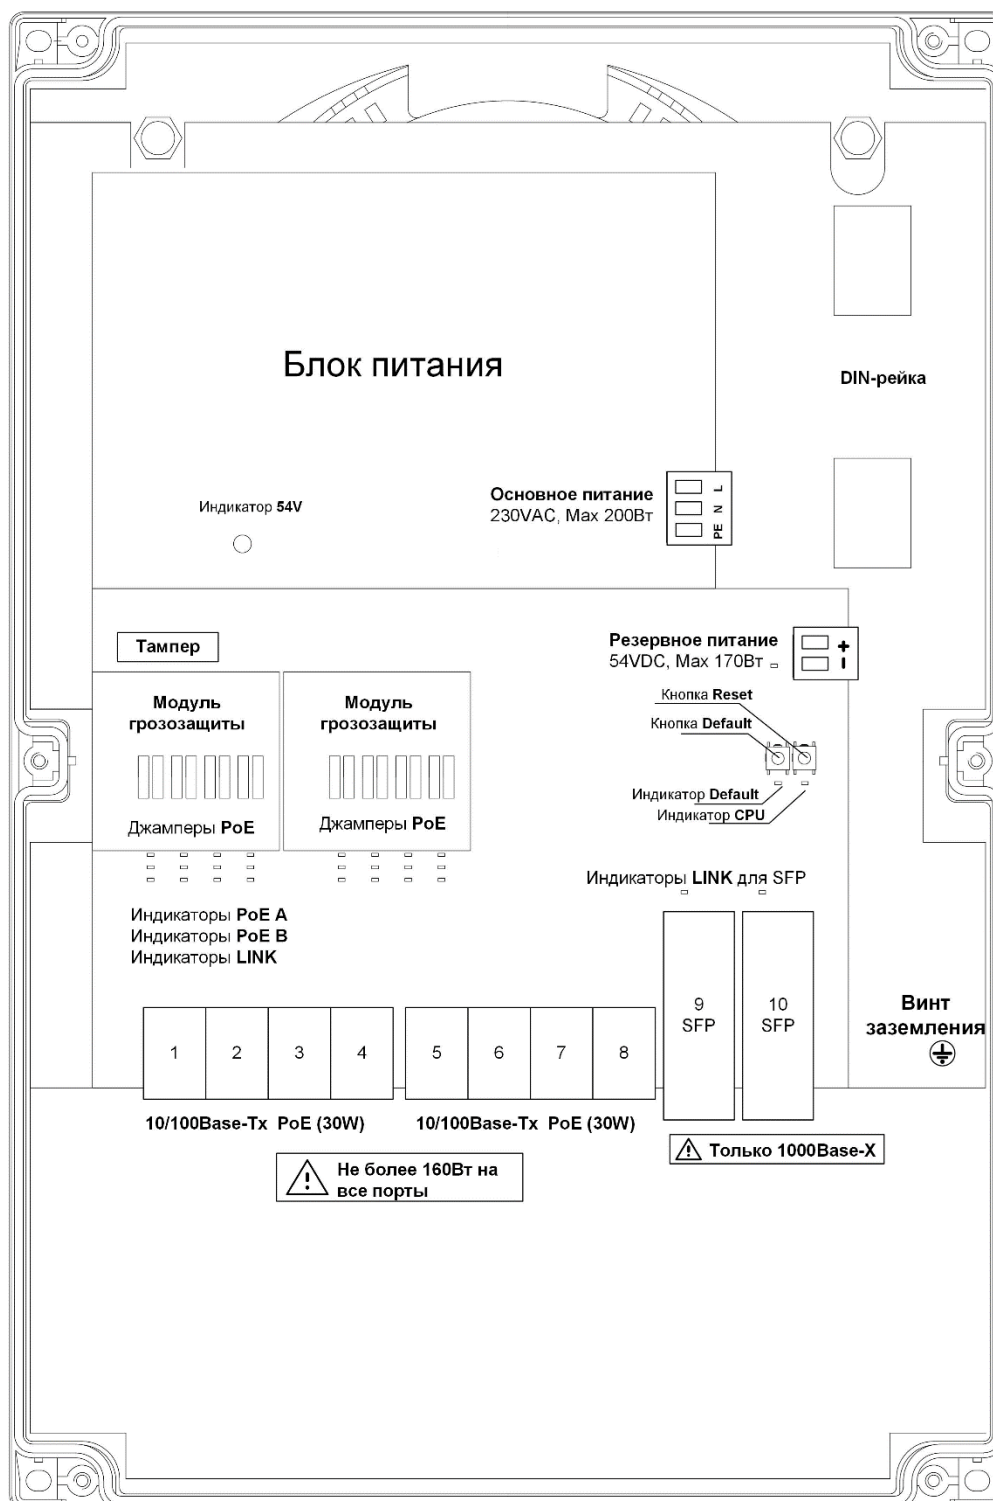 Блок питания
DIN-рейка
Индикатор 54V
Основное питание
230VAC, Max 200Вт
L
N
PE
Тампер
Резервное питание
54VDC, Max 170Вт
+
-
Модуль
грозозащиты
Модуль
грозозащиты
Кнопка Reset
Кнопка Default
Индикатор Default
Индикатор CPU
Джамперы PoE
Джамперы PoE
Индикаторы LINK для SFP
Индикаторы PoE A
Индикаторы PoE B
Индикаторы LINK
1
2
3
4
5
6
7
8
9
SFP
10
SFP
Винт
заземления
10/100Base-Tx PoE (30W)
10/100Base-Tx PoE (30W)
Только 1000Base-X
Не более 160Вт на
все порты